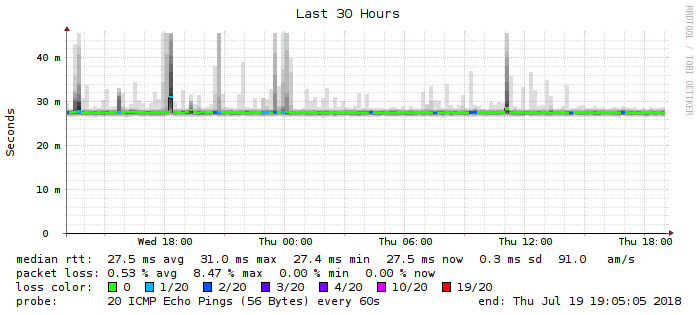 Last 30 Hours
RRDTOOL / TOBI OETIKER
Seconds
40 m
30 m
20 m
10 m
0
Wed 18:00 Thu 00:00 Thu 06:00 Thu 12:00 Thu 18:00
median rtt: 27.5 ms avg 31.0 ms max 27.4 ms min 27.5 ms now 0.3 ms sd 91.0 am/s
packet loss: 0.53 % avg 8.47 % max 0.00 % min 0.00 % now
loss color: 0 1/20 2/20 3/20 4/20 10/20 19/20
probe: 20 ICMP Echo Pings (56 Bytes) every 60s end: Thu Jul 19 19:05:05 2018